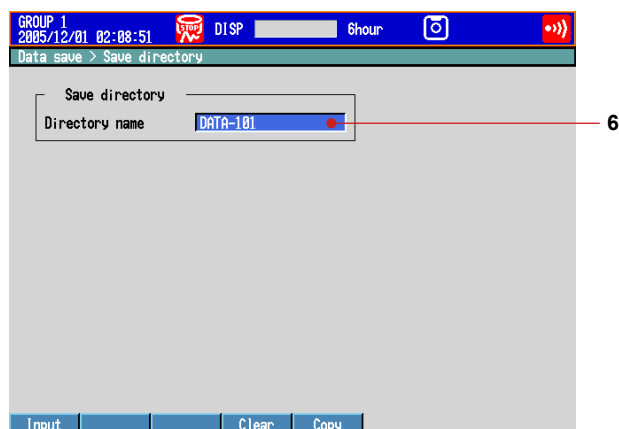 GROUP 1
2005/12/01 02:08:51 STOP DISP 6hour
Data save > Save directory
Save directory
Directory name DATA-101
6
Input Clear Copy